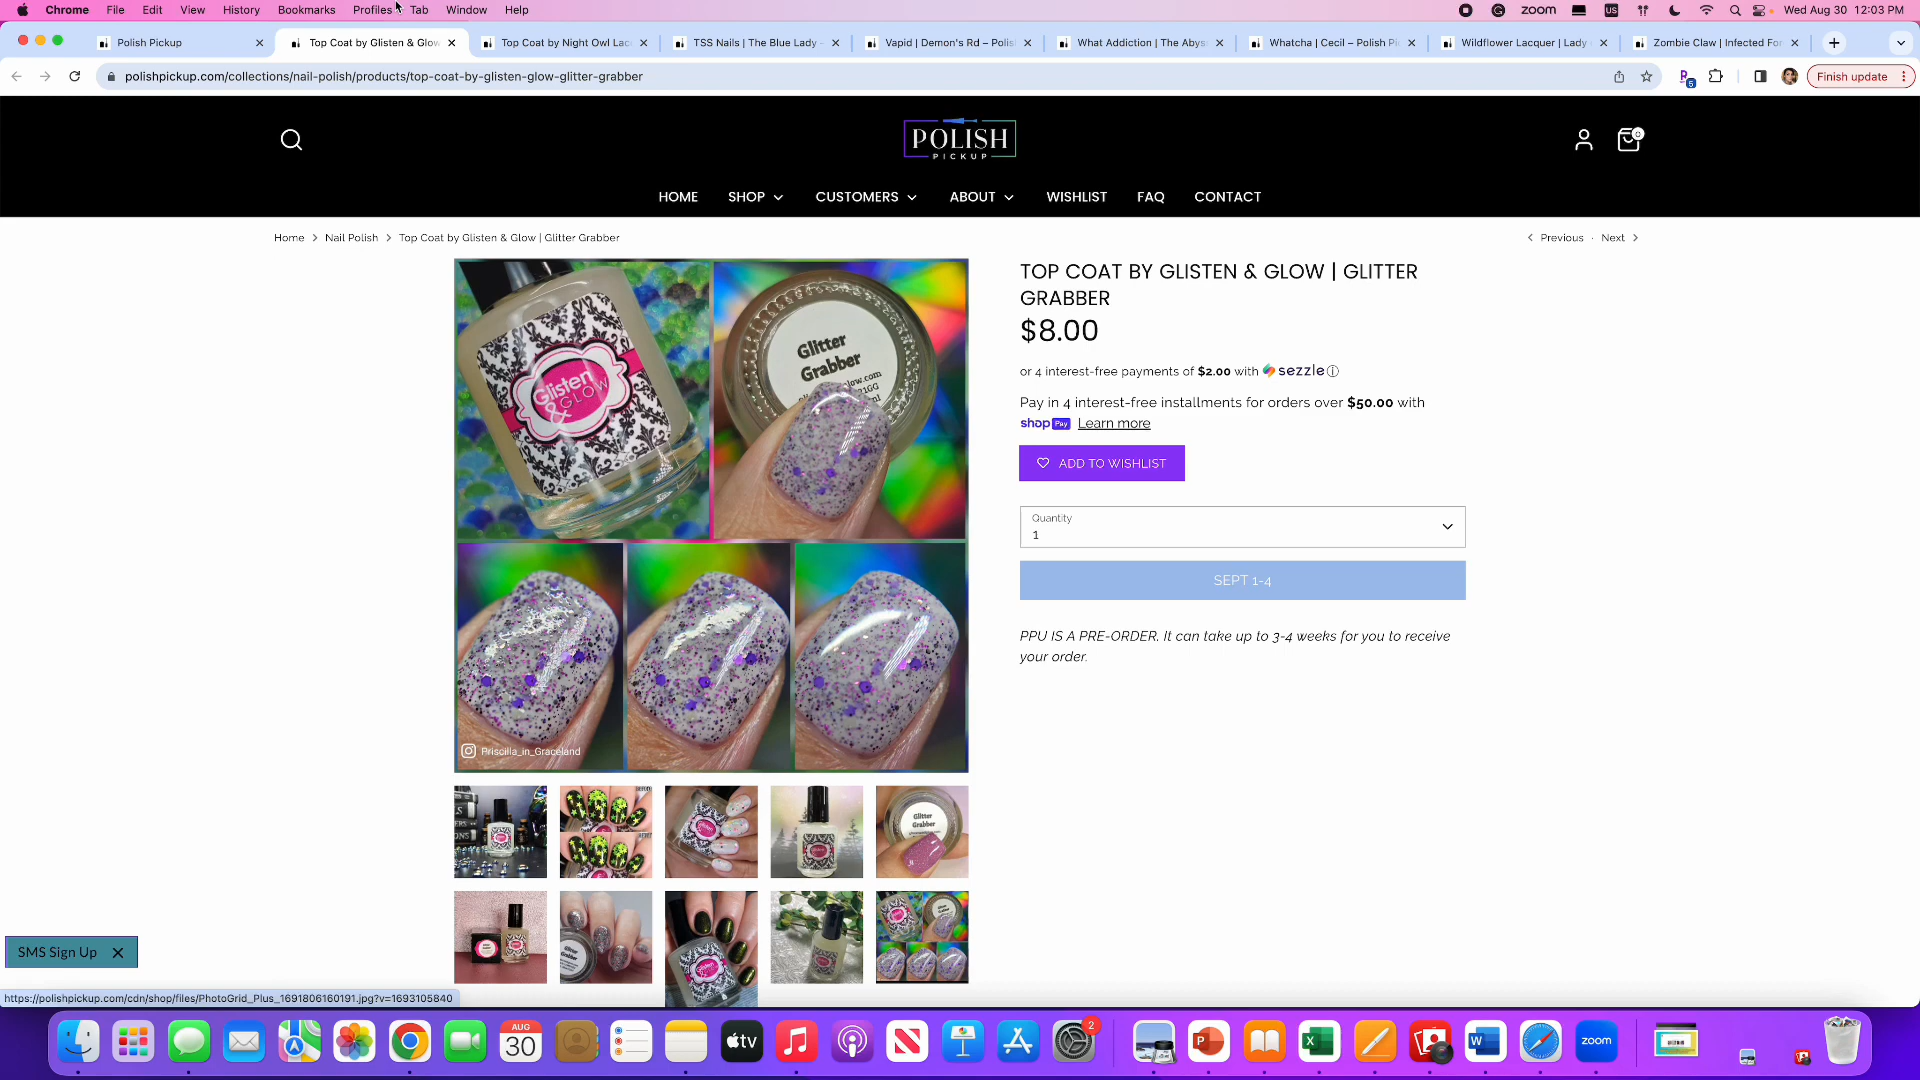 Chrome File Edit View History Bookmarks Profiles Tab Window Help zoom US Wed Aug 30 12:03 PM
Polish Pickup Top Coat by Glisten & Glow Top Coat by Night Owl Lac TSS Nails | The Blue Lady - Vapid | Demon's Rd – Polis What Addiction | The Abys Whatcha | Cecil – Polish Pi Wildflower Lacquer | Lady Zombie Claw | Infected Fo
polishpickup.com/collections/nail-polish/products/top-coat-by-glisten-glow-glitter-grabber 5 Finish update
POLISH
PICKUP
0
HOME SHOP CUSTOMERS ABOUT WISHLIST FAQ CONTACT
Home > Nail Polish > Top Coat by Glisten & Glow | Glitter Grabber
< Previous · Next >
Glisten
& GLOW
Glitter
Grabber
Priscilla_in_Graceland
TOP COAT BY GLISTEN & GLOW | GLITTER
GRABBER
$8.00
or 4 interest-free payments of $2.00 with sezzle
Pay in 4 interest-free installments for orders over $50.00 with
shop Pay Learn more
ADD TO WISHLIST
Quantity
1
SEPT 1-4
PPU IS A PRE-ORDER. It can take up to 3-4 weeks for you to receive
your order.
SMS Sign Up
https://polishpickup.com/cdn/shop/files/PhotoGrid_Plus_1691806160191.jpg?v=1693105840
AUG
30
tv
2
zoom